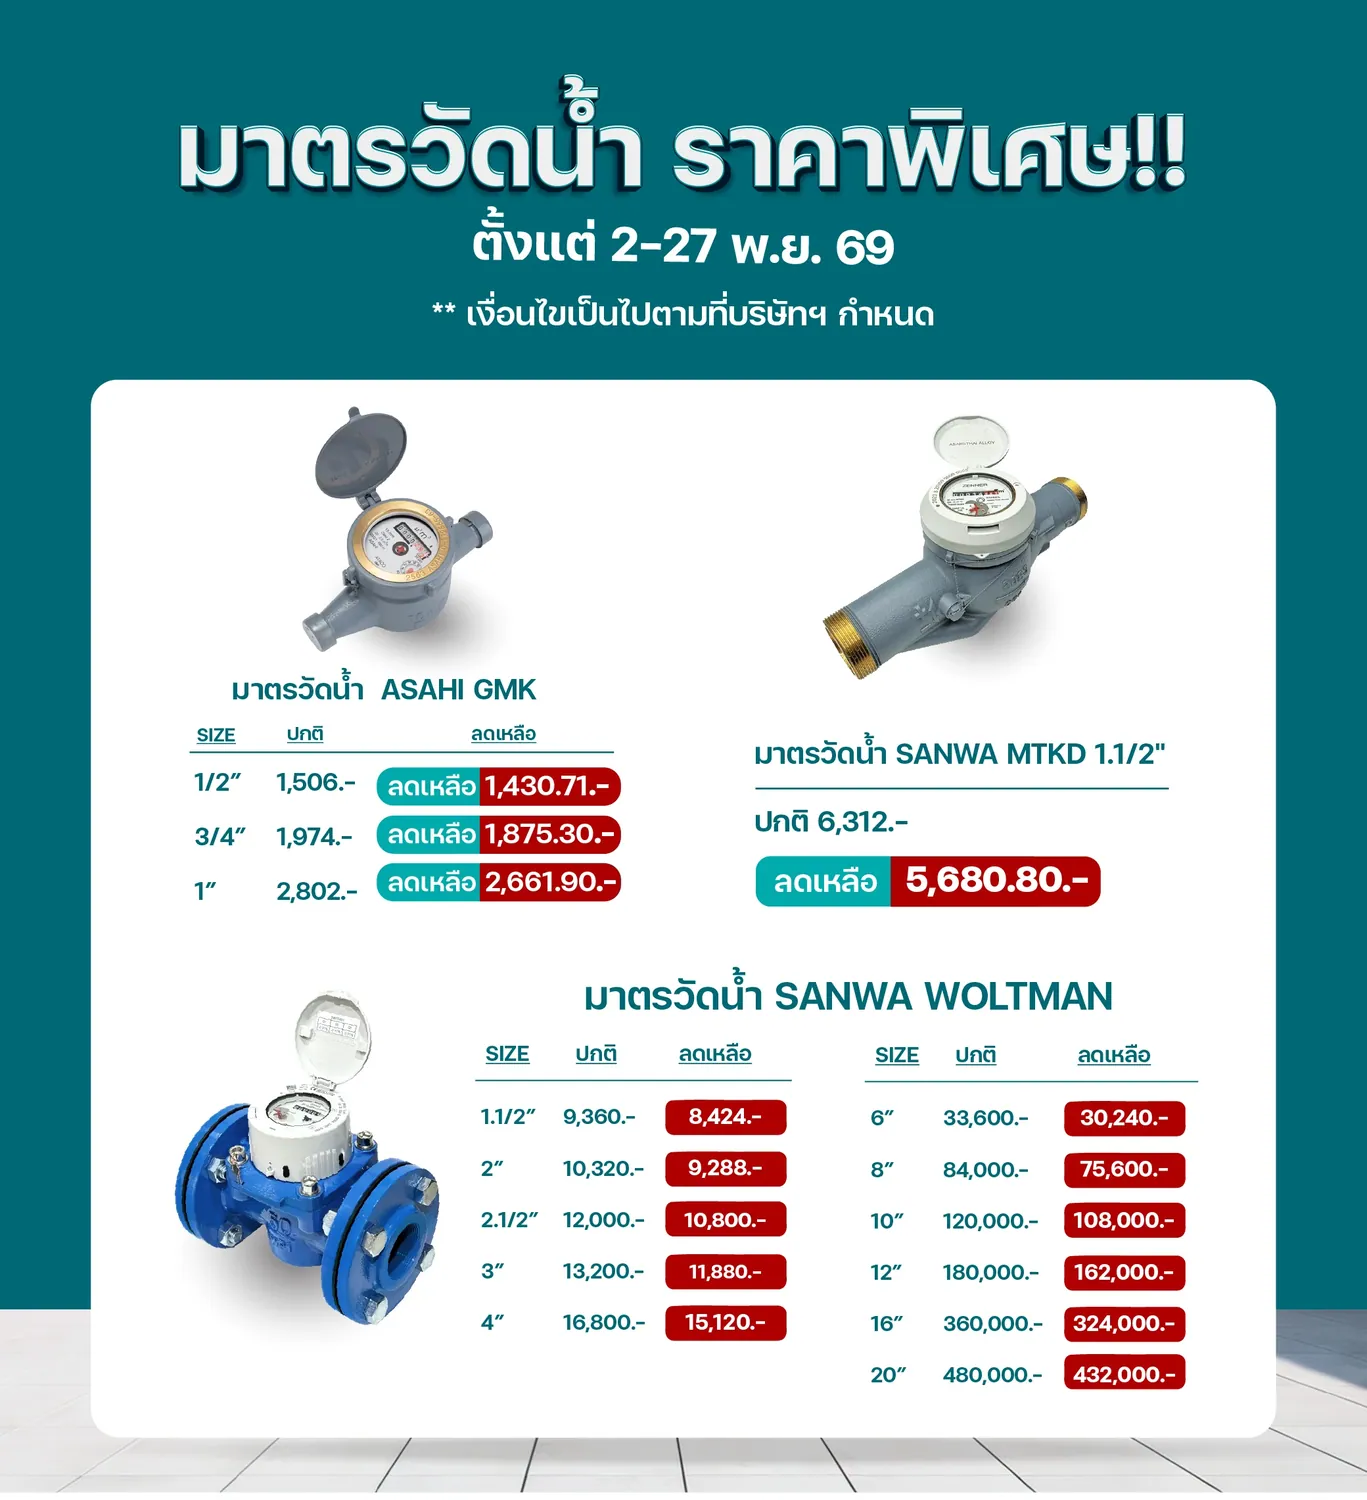 มาตรวัดน้ำ ราคาพิเศษ!!
ตั้งแต่ 2-27 พ.ย. 69
** เงื่อนไขเป็นไปตามที่บริษัทฯ กำหนด
มาตรวัดน้ำ ASAHI GMK
SIZE ปกติ ลดเหลือ
1/2" 1,506.- ลดเหลือ 1,430.71.-
3/4" 1,974.- ลดเหลือ 1,875.30.-
1" 2,802.- ลดเหลือ 2,661.90.-
มาตรวัดน้ำ SANWA MTKD 1.1/2"
ปกติ 6,312.-
ลดเหลือ 5,680.80.-
มาตรวัดน้ำ SANWA WOLTMAN
SIZE ปกติ ลดเหลือ
1.1/2" 9,360.- 8,424.-
2" 10,320.- 9,288.-
2.1/2" 12,000.- 10,800.-
3" 13,200.- 11,880.-
4" 16,800.- 15,120.-
SIZE ปกติ ลดเหลือ
6" 33,600.- 30,240.-
8" 84,000.- 75,600.-
10" 120,000.- 108,000.-
12" 180,000.- 162,000.-
16" 360,000.- 324,000.-
20" 480,000.- 432,000.-